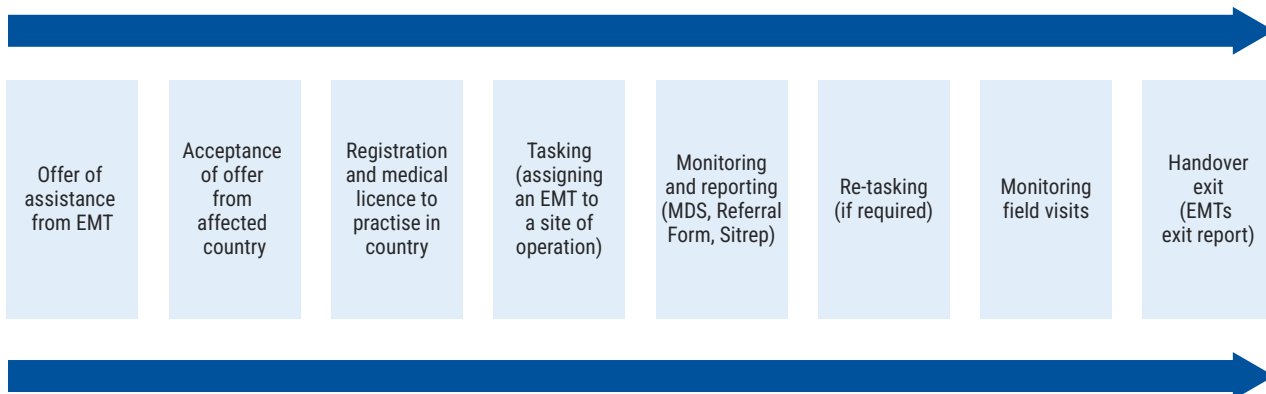 Offer of
assistance
from EMT
Acceptance
of offer
from
affected
country
Registration
and medical
licence to
practise in
country
Tasking
(assigning
an EMT to
a site of
operation)
Monitoring
and reporting
(MDS, Referral
Form, Sitrep)
Re-tasking
(if required)
Monitoring
field visits
Handover
exit
(EMTs
exit report)